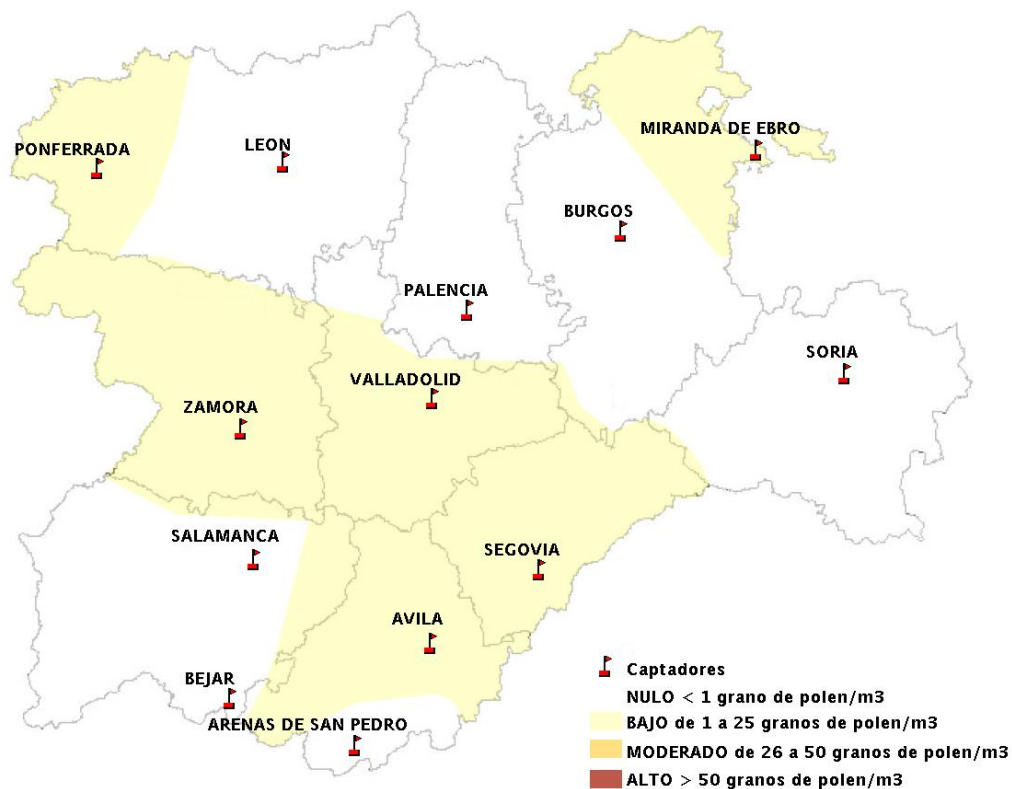 MIRANDA DE EBRO
PONFERRADA
LEON
BURGOS
PALENCIA
SORIA
VALLADOLID
ZAMORA
SALAMANCA
SEGOVIA
AVILA
BEJAR
ARENAS DE SAN PEDRO
Captadores
NULO < 1 grano de polen/m3
BAJO de 1 a 25 granos de polen/m3
MODERADO de 26 a 50 granos de polen/m3
ALTO > 50 granos de polen/m3